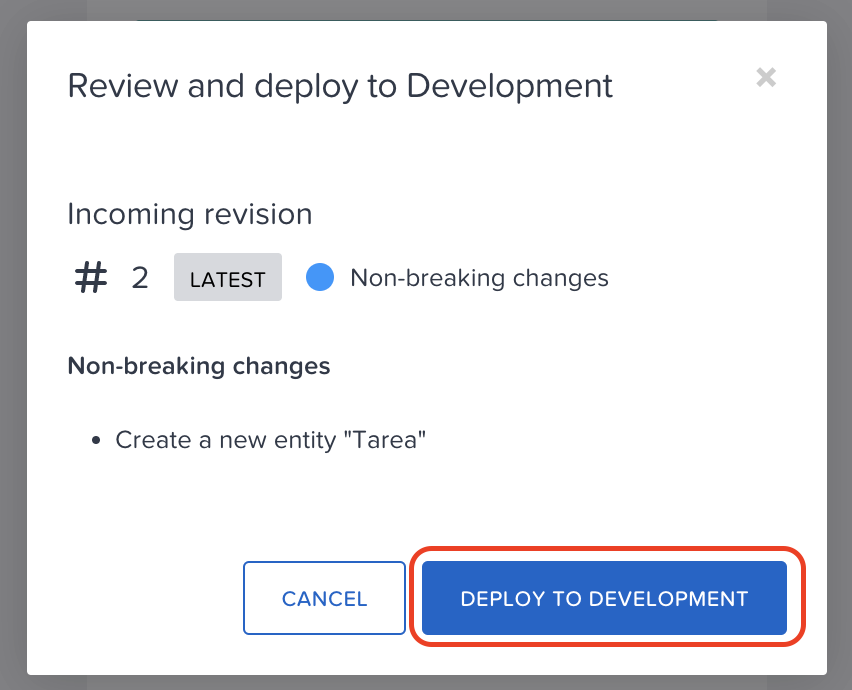 Review and deploy to Development
×
Incoming revision
# 2 LATEST Non-breaking changes
Non-breaking changes
• Create a new entity "Tarea"
CANCEL DEPLOY TO DEVELOPMENT